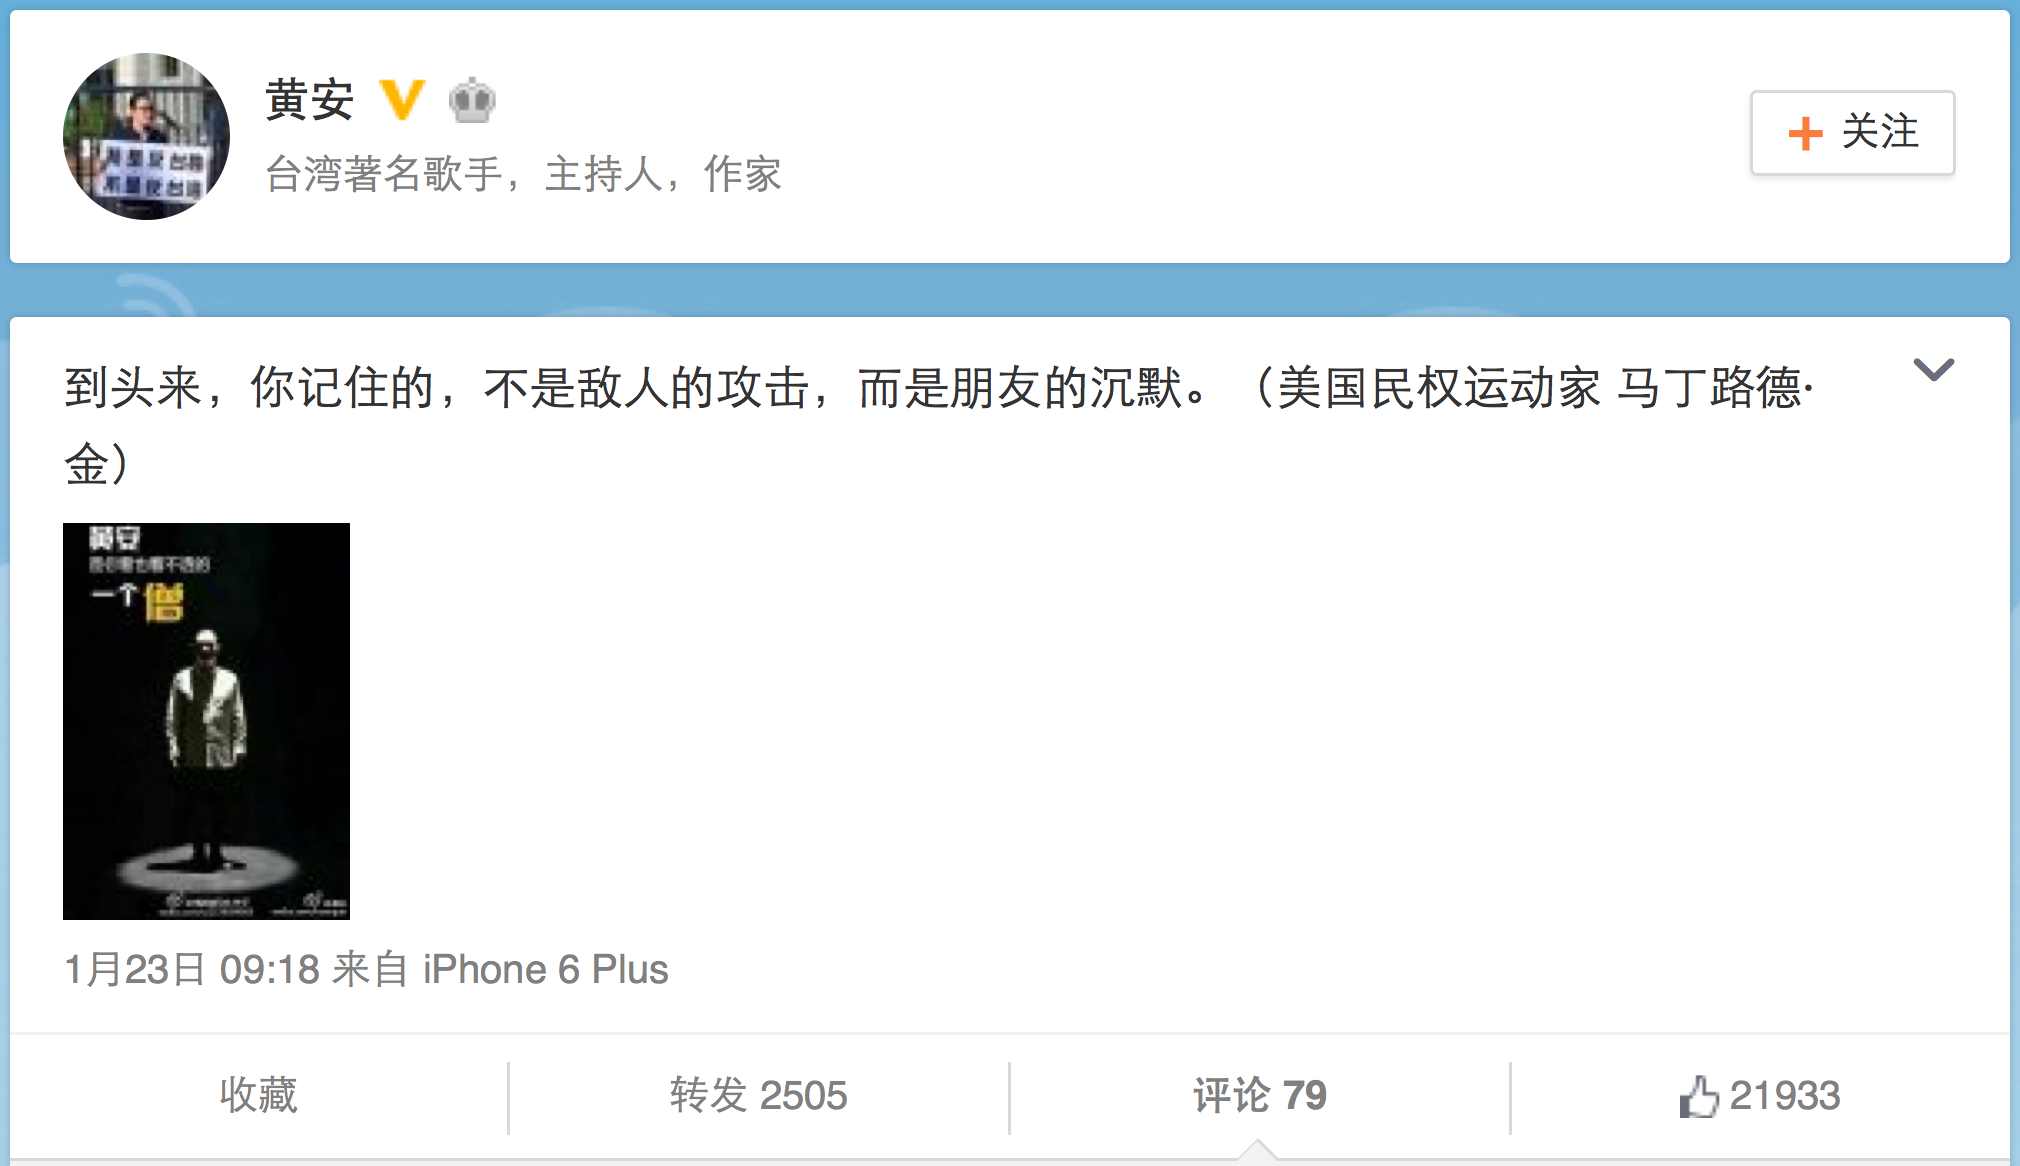 黄安
台湾著名歌手，主持人，作家
关注
到头来，你记住的，不是敌人的攻击，而是朋友的沉默。（美国民权运动家 马丁路德·
金）
黄安
一个 僧
1月23日 09:18 来自 iPhone 6 Plus
收藏
转发 2505
评论 79
21933